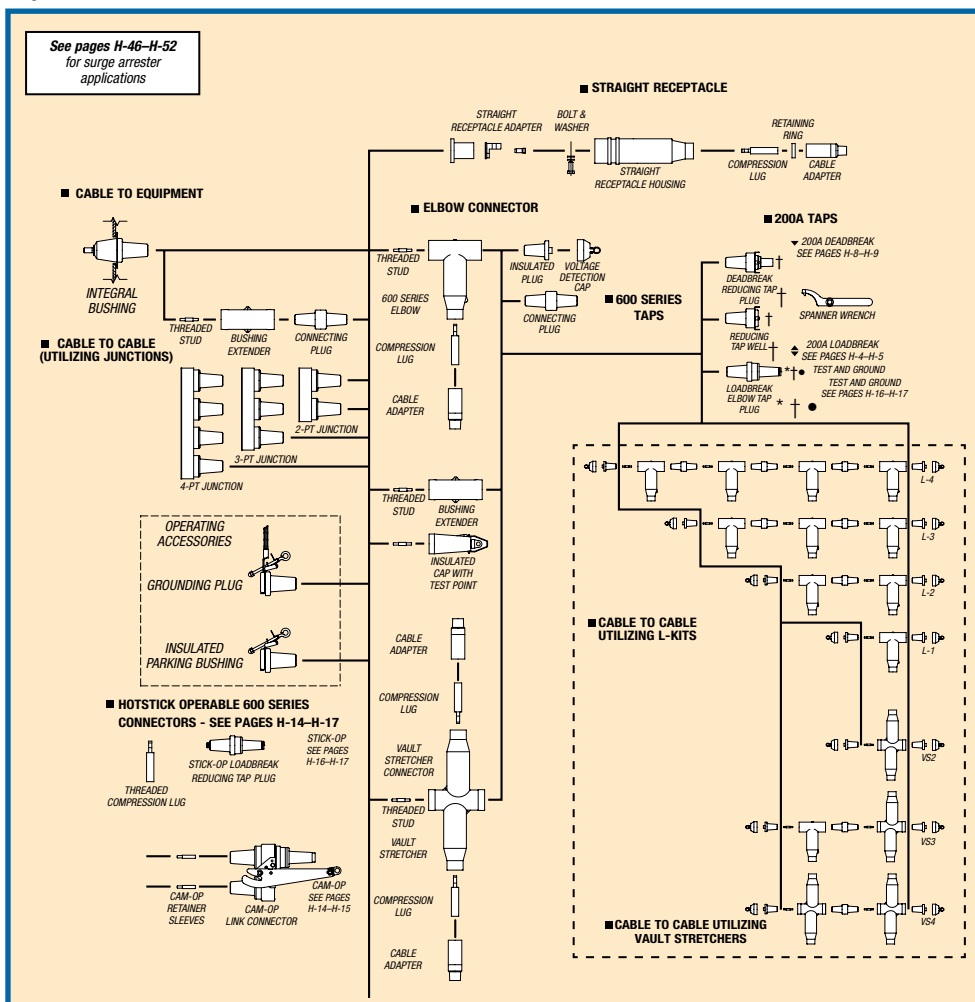 See pages H-46–H-52
for surge arrester
applications
■ STRAIGHT RECEPTACLE
STRAIGHT
RECEPTACLE ADAPTER
BOLT &
WASHER
STRAIGHT
RECEPTACLE HOUSING
COMPRESSION
LUG
RETAINING
RING
CABLE
ADAPTER
■ CABLE TO EQUIPMENT
INTEGRAL
BUSHING
THREADED
STUD
BUSHING
EXTENDER
CONNECTING
PLUG
■ ELBOW CONNECTOR
THREADED
STUD
600 SERIES
ELBOW
INSULATED
PLUG
VOLTAGE
DETECTION
CAP
CONNECTING
PLUG
■ 600 SERIES
TAPS
COMPRESSION
LUG
CABLE
ADAPTER
■ 200A TAPS
▼ 200A DEADBREAK
SEE PAGES H-8–H-9
†
DEADBREAK
REDUCING TAP
PLUG
†
SPANNER WRENCH
†
REDUCING
TAP WELL
†
200A LOADBREAK
SEE PAGES H-4–H-5
*†●
TEST AND GROUND
LOADBREAK
ELBOW TAP
PLUG
TEST AND GROUND
SEE PAGES H-16–H-17
* † ●
■ CABLE TO CABLE
(UTILIZING JUNCTIONS)
2-PT JUNCTION
3-PT JUNCTION
4-PT JUNCTION
THREADED
STUD
BUSHING
EXTENDER
INSULATED
CAP WITH
TEST POINT
OPERATING
ACCESSORIES
GROUNDING PLUG
INSULATED
PARKING BUSHING
■ HOTSTICK OPERABLE 600 SERIES
CONNECTORS - SEE PAGES H-14–H-17
THREADED
COMPRESSION LUG
STICK-OP LOADBREAK
REDUCING TAP PLUG
STICK-OP
SEE PAGES
H-16–H-17
CAM-OP
RETAINER
SLEEVES
CAM-OP
LINK CONNECTOR
CAM-OP
SEE PAGES
H-14–H-15
CABLE
ADAPTER
COMPRESSION
LUG
VAULT
STRETCHER
CONNECTOR
THREADED
STUD
VAULT
STRETCHER
COMPRESSION
LUG
CABLE
ADAPTER
L-4
L-3
L-2
■ CABLE TO CABLE
UTILIZING L-KITS
L-1
VS2
VS3
VS4
■ CABLE TO CABLE UTILIZING
VAULT STRETCHERS